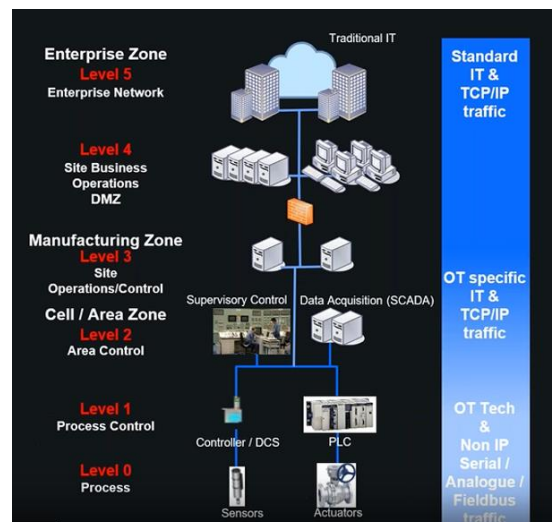 Traditional IT
Enterprise Zone
Level 5
Enterprise Network
Level 4
Site Business
Operations
DMZ
Manufacturing Zone
Level 3
Site
Operations/Control
Supervisory Control
Data Acquisition (SCADA)
Cell / Area Zone
Level 2
Area Control
Level 1
Process Control
Controller / DCS
PLC
Level 0
Process
Sensors
Actuators
Standard
IT &
TCP/IP
traffic
OT specific
IT &
TCP/IP
traffic
OT Tech
&
Non IP
Serial /
Analogue /
Fieldbus
traffic